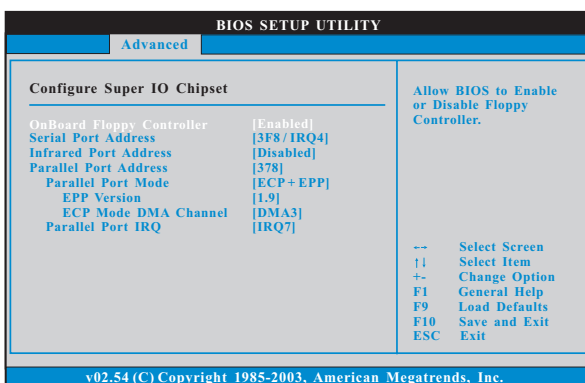 BIOS SETUP UTILITY
Advanced
Configure Super IO Chipset
OnBoard Floppy Controller [Enabled]
Serial Port Address [3F8 / IRQ4]
Infrared Port Address [Disabled]
Parallel Port Address [378]
Parallel Port Mode [ECP + EPP]
EPP Version [1.9]
ECP Mode DMA Channel [DMA3]
Parallel Port IRQ [IRQ7]
Allow BIOS to Enable
or Disable Floppy
Controller.
←→ Select Screen
↑↓ Select Item
+- Change Option
F1 General Help
F9 Load Defaults
F10 Save and Exit
ESC Exit
v02.54 (C) Copyright 1985-2003, American Megatrends, Inc.